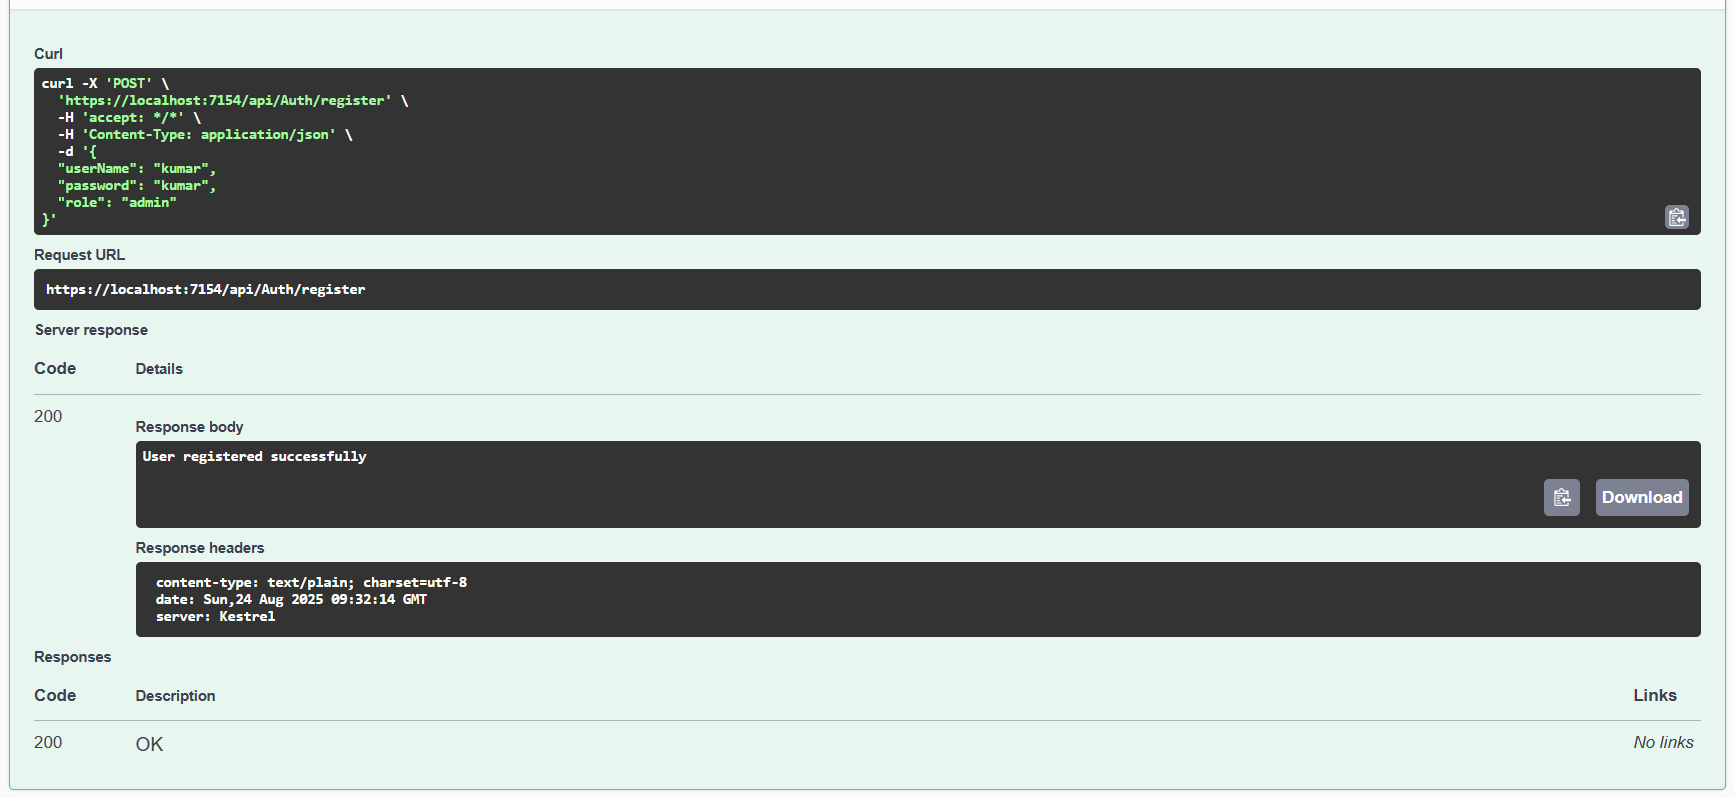 Curl
curl -X 'POST' \
  'https://localhost:7154/api/Auth/register' \
  -H 'accept: */*' \
  -H 'Content-Type: application/json' \
  -d '{
  "userName": "kumar",
  "password": "kumar",
  "role": "admin"
}'
Request URL
https://localhost:7154/api/Auth/register
Server response
Code Details
200
Response body
User registered successfully
Download
Response headers
content-type: text/plain; charset=utf-8
date: Sun,24 Aug 2025 09:32:14 GMT
server: Kestrel
Responses
Code Description Links
200 OK No links